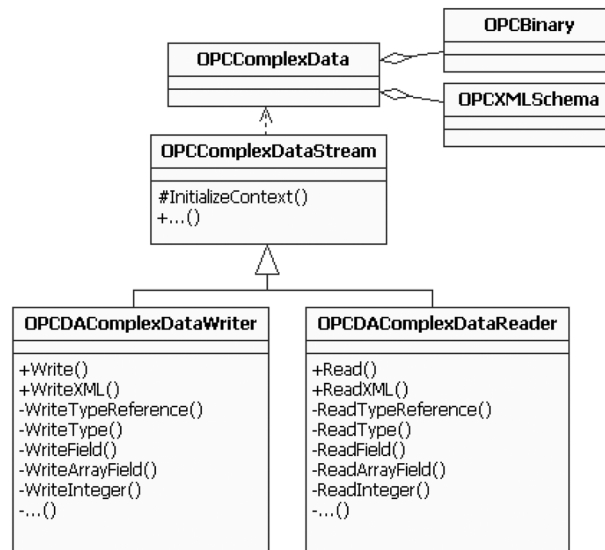 OPCBinary
OPCComplexData
OPCXMLSchema
OPCComplexDataStream
#InitializeContext()
+...()
OPCDAComplexDataWriter
+Write()
+WriteXML()
-WriteTypeReference()
-WriteType()
-WriteField()
-WriteArrayField()
-WriteInteger()
-...()
OPCDAComplexDataReader
+Read()
+ReadXML()
-ReadTypeReference()
-ReadType()
-ReadField()
-ReadArrayField()
-ReadInteger()
-...()